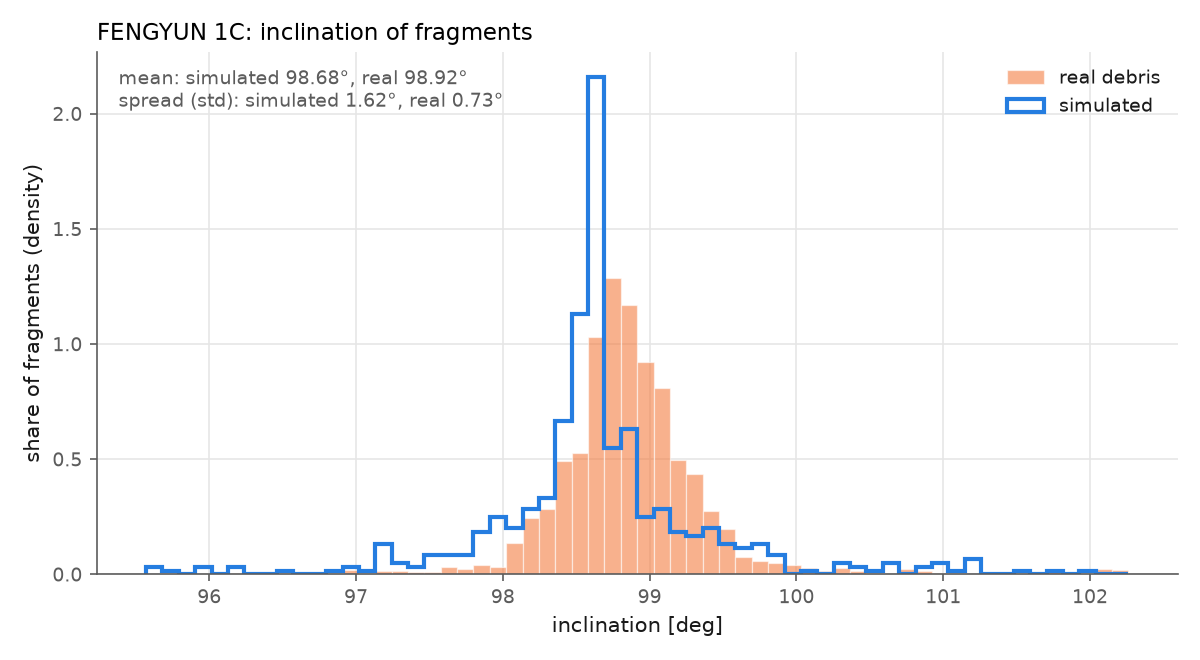 FENGYUN 1C: inclination of fragments
mean: simulated 98.68°, real 98.92°
spread (std): simulated 1.62°, real 0.73°
real debris
simulated
share of fragments (density)
2.0
1.5
1.0
0.5
0.0
96 97 98 99 100 101 102
inclination [deg]